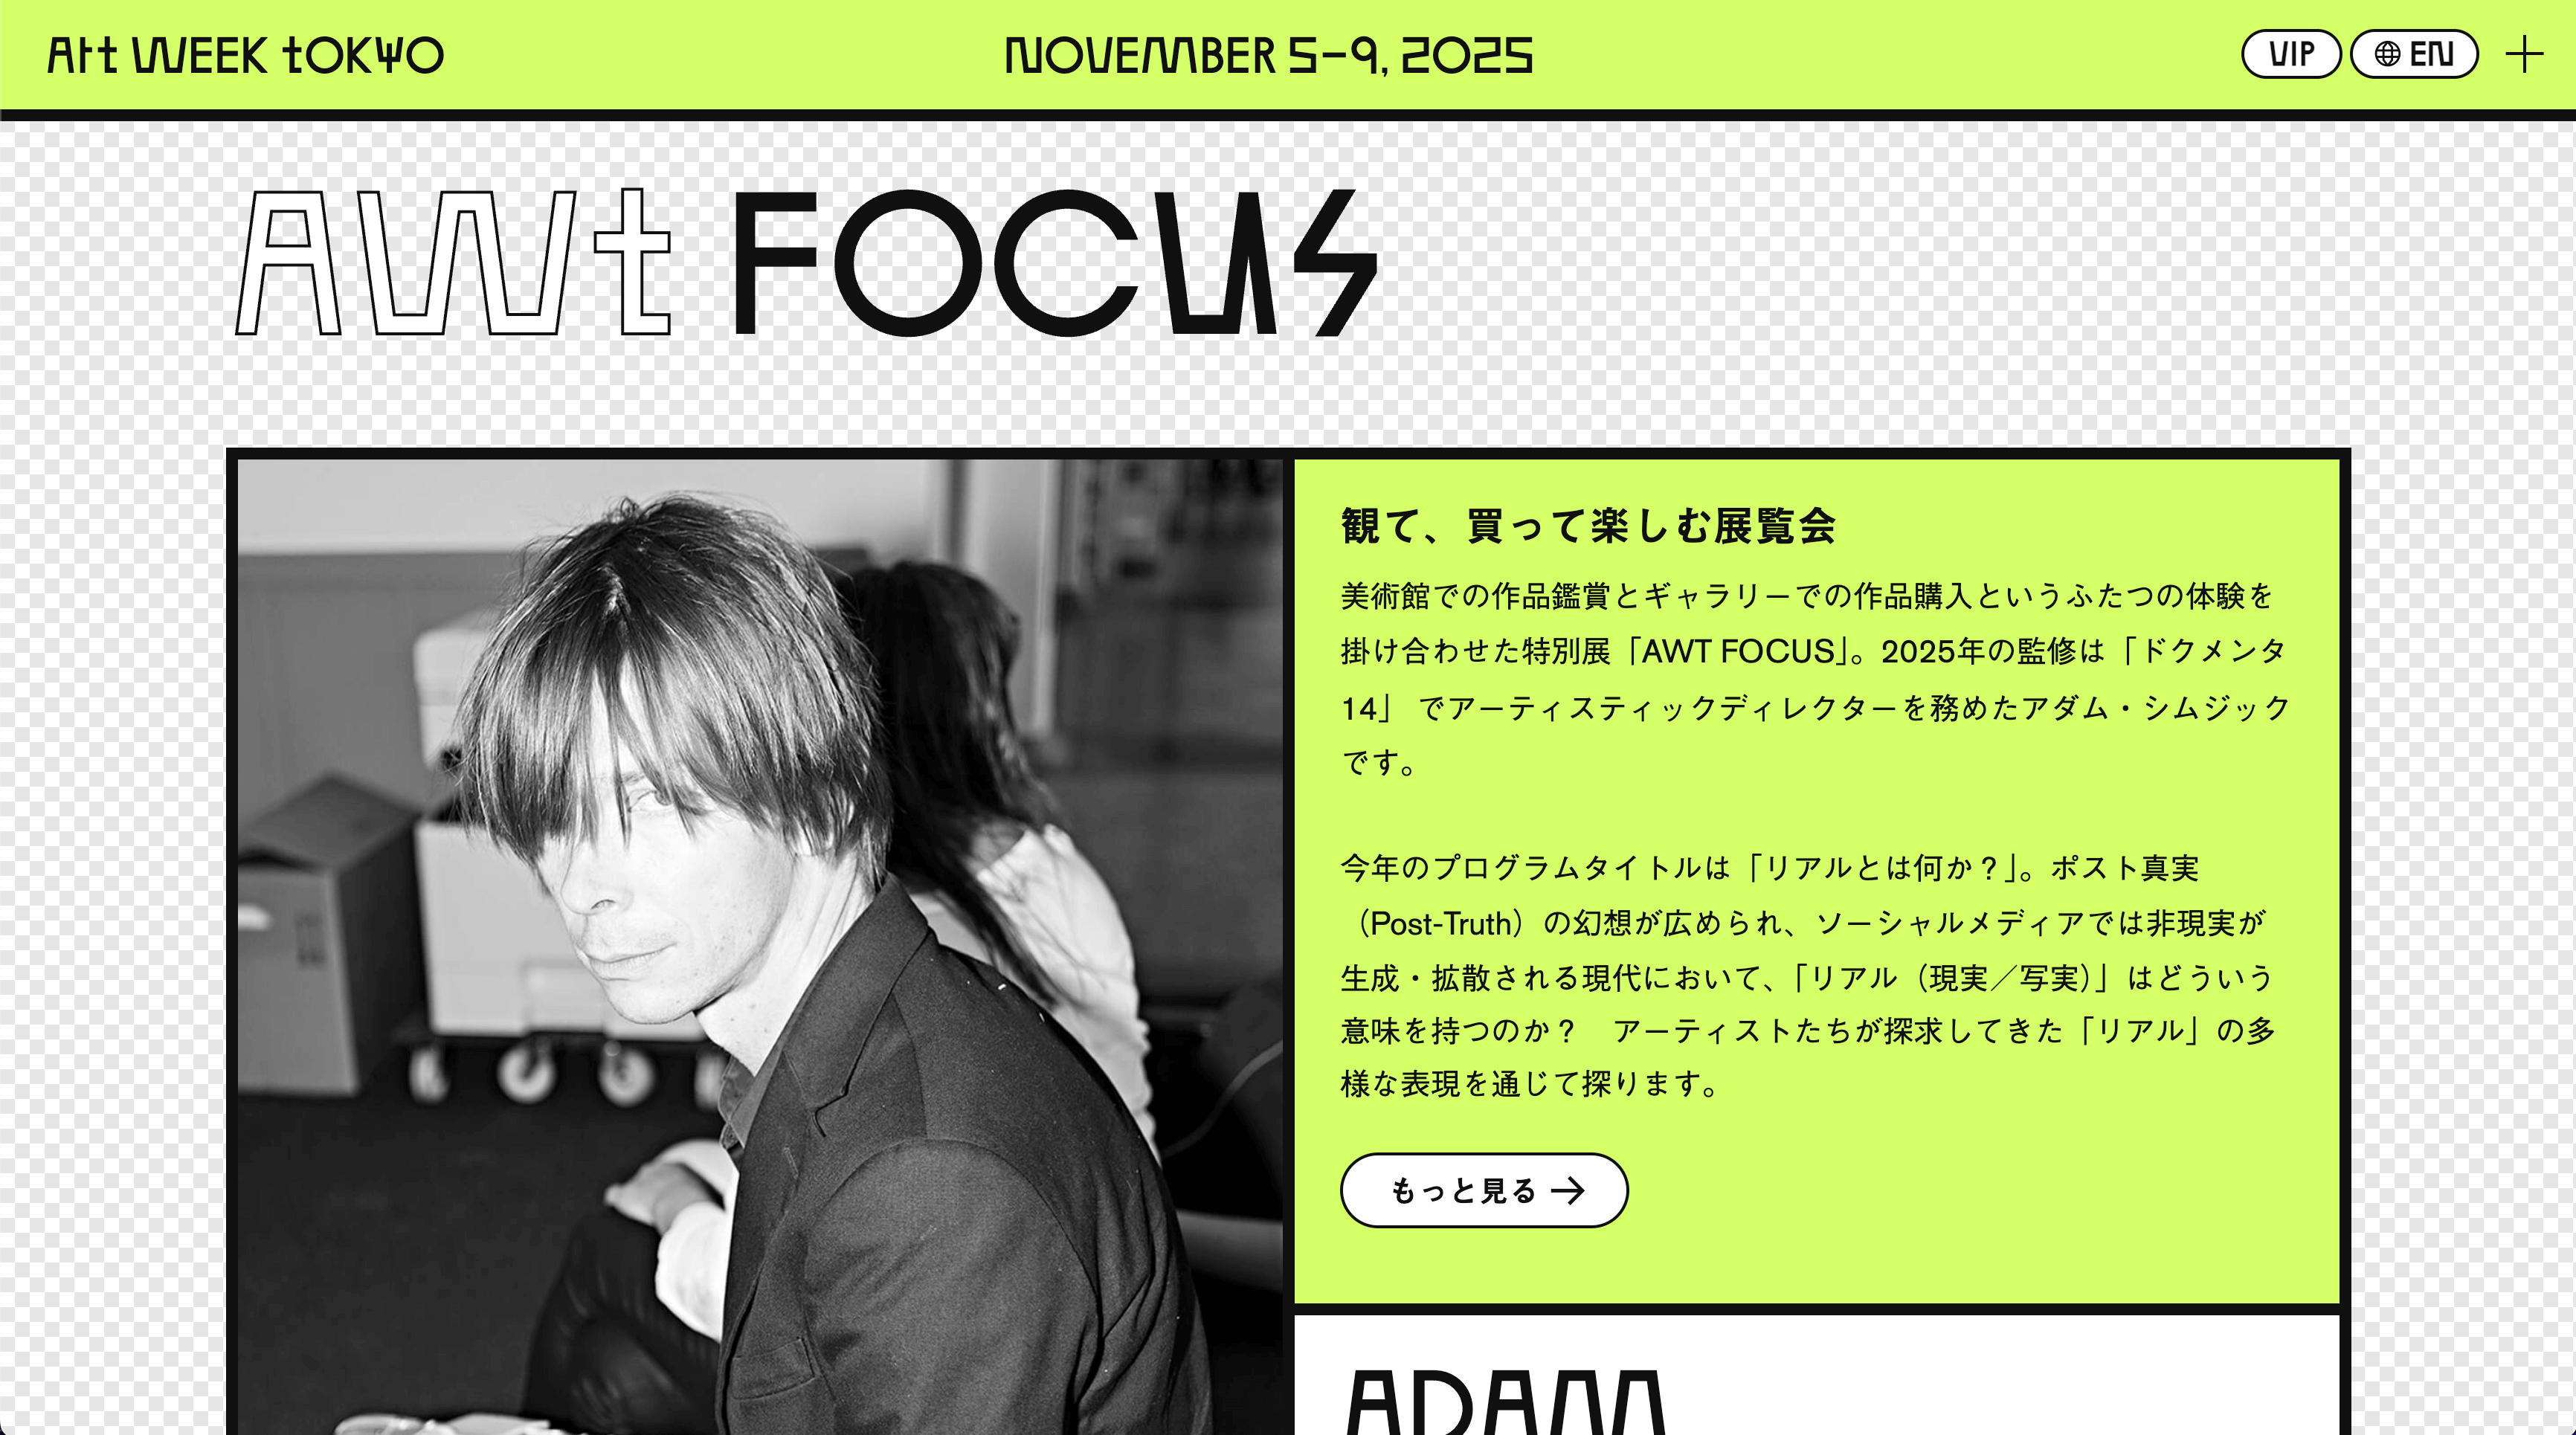 Art WEEK tOKYO
NOVEMBER 5–9, 2025
VIP
EN
AWt FOCUS
観て、買って楽しむ展覧会
美術館での作品鑑賞とギャラリーでの作品購入というふたつの体験を
掛け合わせた特別展「AWT FOCUS」。2025年の監修は「ドクメンタ
14」 でアーティスティックディレクターを務めたアダム・シムジック
です。
今年のプログラムタイトルは「リアルとは何か？」。ポスト真実
（Post-Truth）の幻想が広められ、ソーシャルメディアでは非現実が
生成・拡散される現代において、「リアル（現実／写実）」はどういう
意味を持つのか？　アーティストたちが探求してきた「リアル」の多
様な表現を通じて探ります。
もっと見る →
ADAM